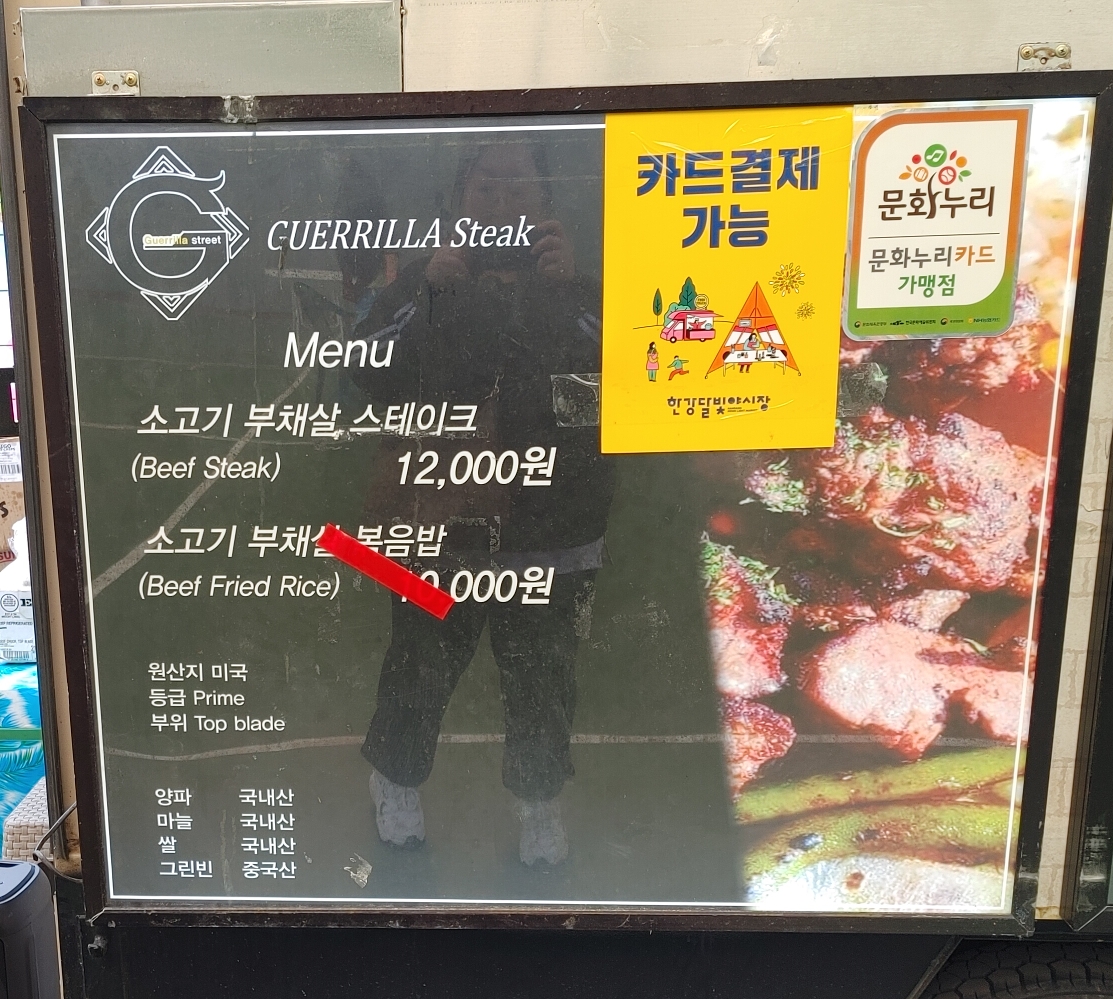 Guerrilla street
GUERRILLA Steak
카드결제
가능
한강달빛야시장
문화누리
문화누리카드
가맹점
Menu
소고기 부채살 스테이크
(Beef Steak) 12,000원
소고기 부채살 볶음밥
(Beef Fried Rice) 10,000원
원산지 미국
등급 Prime
부위 Top blade
양파 국내산
마늘 국내산
쌀 국내산
그린빈 중국산